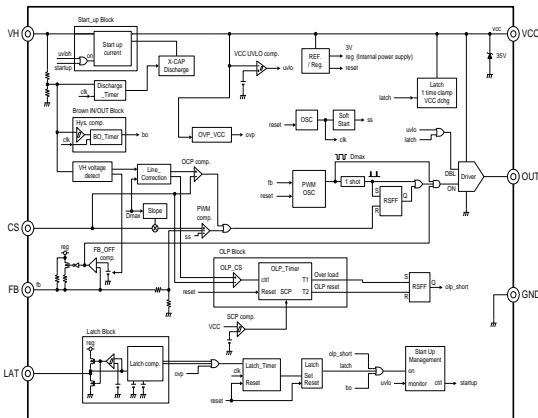 Start_up Block
VH
VCC
vcc
uvloh
on
startup
Start up
current
X-CAP
Discharge
VCC UVLO comp.
uvlo
REF.
/ Reg.
3V
reg (Internal power supply)
reset
35V
clk
Discharge
_Timer
latch
Latch
1 time clamp
VCC dchg
Brown IN/OUT Block
Hys. comp.
clk
BO_Timer
bo
OVP_VCC
ovp
reset
OSC
Soft
Start
ss
clk
uvlo
latch
VH voltage
detect
Line_
Correction
OCP comp.
Dmax
fb
reset
PWM
OSC
1 shot
S
R
RSFF
Q
DBL
ON
Driver
OUT
Dmax
Slope
PWM
comp.
CS
ss
reg
FB_OFF
comp.
OLP Block
OLP_CS
OLP_Timer
ctrl
T1
Over load
Reset
SCP
T2
OLP reset
reset
S
R
RSFF
Q
olp_short
FB
fb
GND
SCP comp.
VCC
Latch Block
reg
Latch comp.
LAT
ovp
clk
Latch_Timer
Reset
reset
Latch
Set
Reset
olp_short
latch
bo
Start Up
Management
on
uvlo
monitor
ctrl
startup